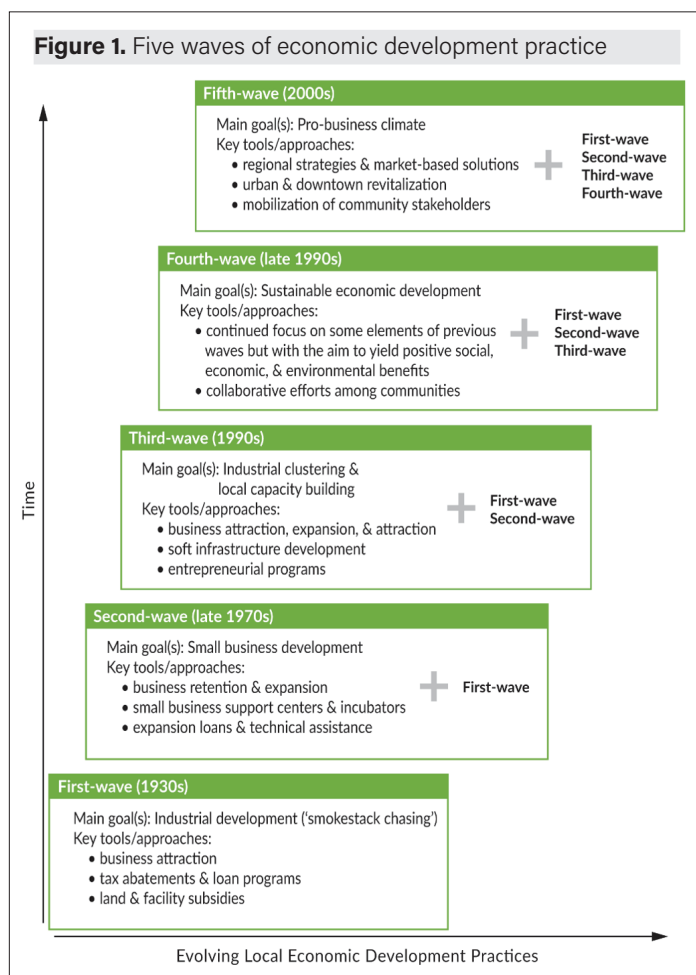 Figure 1. Five waves of economic development practice
Fifth-wave (2000s)
Main goal(s): Pro-business climate
Key tools/approaches:
• regional strategies & market-based solutions
• urban & downtown revitalization
• mobilization of community stakeholders
+
First-wave
Second-wave
Third-wave
Fourth-wave
Fourth-wave (late 1990s)
Main goal(s): Sustainable economic development
Key tools/approaches:
• continued focus on some elements of previous
waves but with the aim to yield positive social,
economic, & environmental benefits
• collaborative efforts among communities
+
First-wave
Second-wave
Third-wave
Third-wave (1990s)
Main goal(s): Industrial clustering &
local capacity building
Key tools/approaches:
• business attraction, expansion, & attraction
• soft infrastructure development
• entrepreneurial programs
+
First-wave
Second-wave
Second-wave (late 1970s)
Main goal(s): Small business development
Key tools/approaches:
• business retention & expansion
• small business support centers & incubators
• expansion loans & technical assistance
+
First-wave
First-wave (1930s)
Main goal(s): Industrial development (‘smokestack chasing’)
Key tools/approaches:
• business attraction
• tax abatements & loan programs
• land & facility subsidies
Time
Evolving Local Economic Development Practices